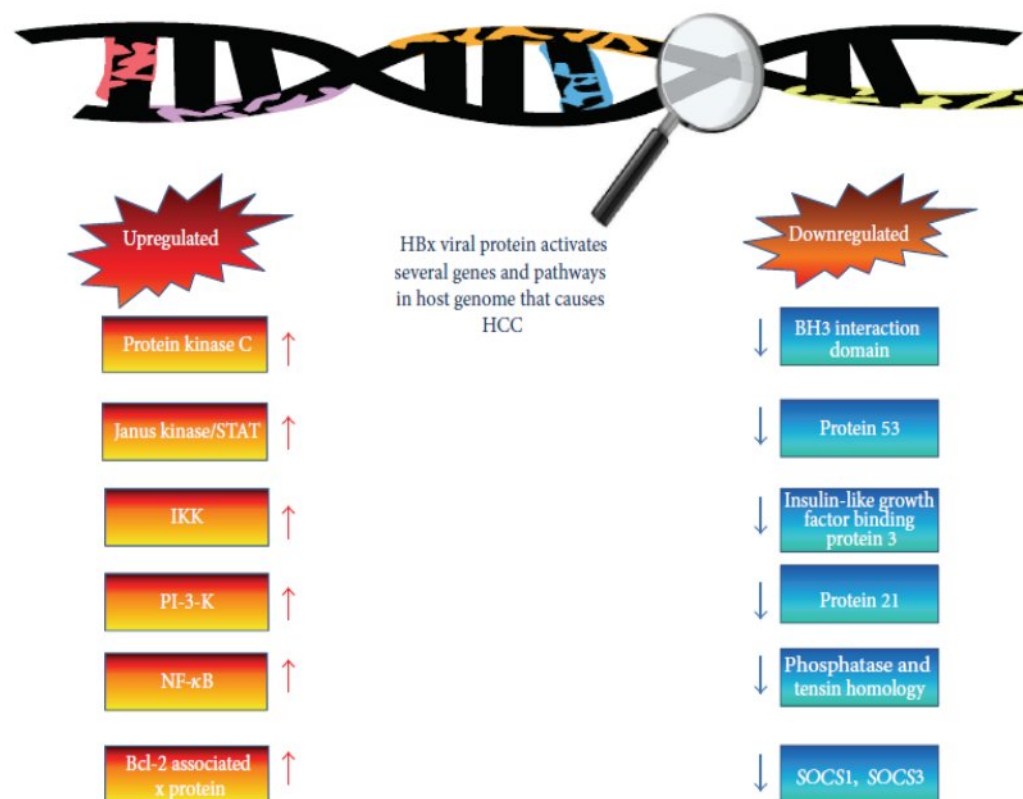 Upregulated
HBx viral protein activates
several genes and pathways
in host genome that causes
HCC
Downregulated
Protein kinase C
Janus kinase/STAT
IKK
PI-3-K
NF-κB
Bcl-2 associated
x protein
BH3 interaction
domain
Protein 53
Insulin-like growth
factor binding
protein 3
Protein 21
Phosphatase and
tensin homology
SOCS1, SOCS3